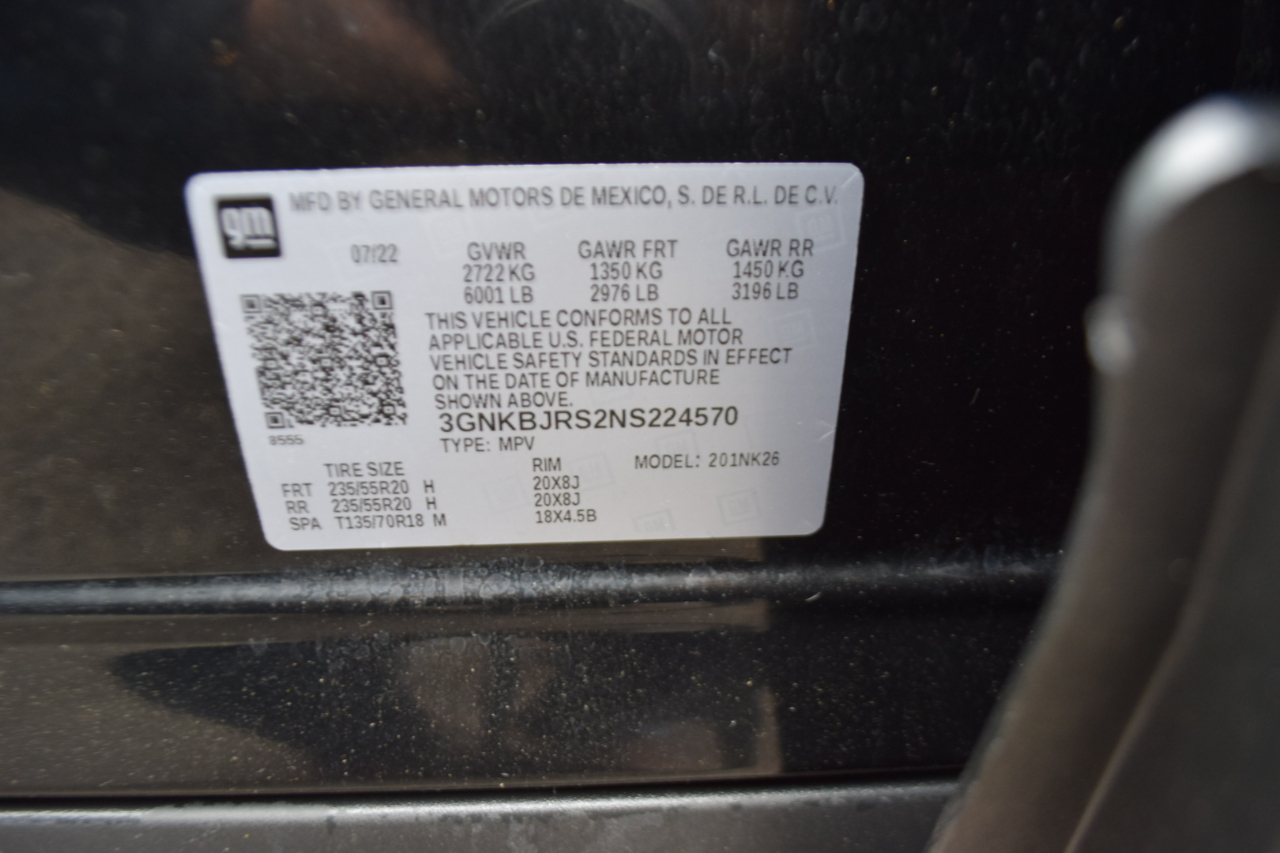 gm
MFD BY GENERAL MOTORS DE MEXICO, S. DE R.L. DE C.V.
07/22 GVWR GAWR FRT GAWR RR
2722 KG 1350 KG 1450 KG
6001 LB 2976 LB 3196 LB
THIS VEHICLE CONFORMS TO ALL
APPLICABLE U.S. FEDERAL MOTOR
VEHICLE SAFETY STANDARDS IN EFFECT
ON THE DATE OF MANUFACTURE
SHOWN ABOVE.
3GNKBJRS2NS224570
8555
TYPE: MPV
TIRE SIZE RIM MODEL: 201NK26
FRT 235/55R20 H 20X8J
RR 235/55R20 H 20X8J
SPA T135/70R18 M 18X4.5B